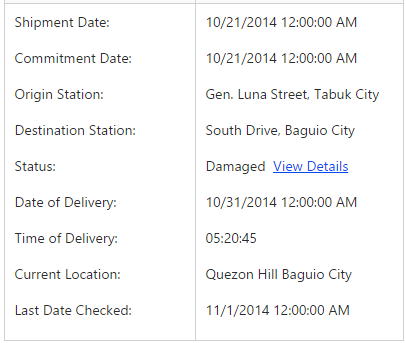 Shipment Date: 10/21/2014 12:00:00 AM
Commitment Date: 10/21/2014 12:00:00 AM
Origin Station: Gen. Luna Street, Tabuk City
Destination Station: South Drive, Baguio City
Status: Damaged View Details
Date of Delivery: 10/31/2014 12:00:00 AM
Time of Delivery: 05:20:45
Current Location: Quezon Hill Baguio City
Last Date Checked: 11/1/2014 12:00:00 AM